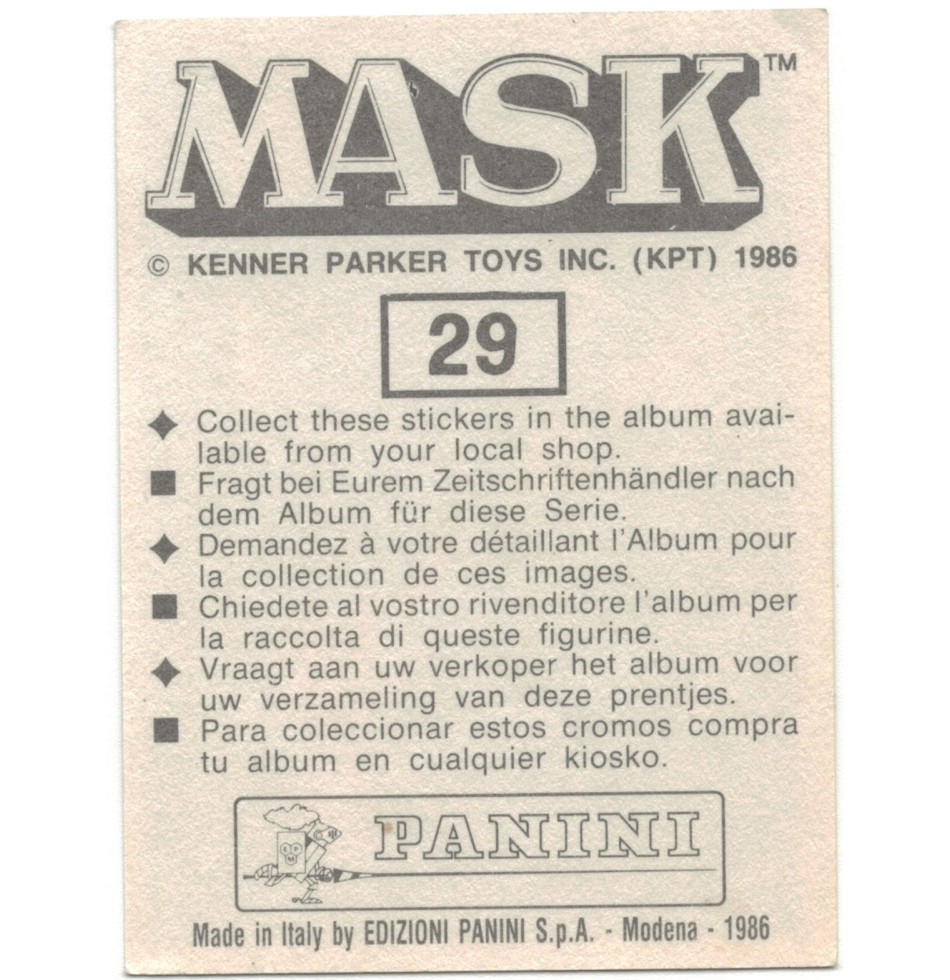 MASK™
© KENNER PARKER TOYS INC. (KPT) 1986
29
Collect these stickers in the album avai-
lable from your local shop.
Fragt bei Eurem Zeitschriftenhändler nach
dem Album für diese Serie.
Demandez à votre détaillant l'Album pour
la collection de ces images.
Chiedete al vostro rivenditore l'album per
la raccolta di queste figurine.
Vraagt aan uw verkoper het album voor
uw verzameling van deze prentjes.
Para coleccionar estos cromos compra
tu album en cualquier kiosko.
PANINI
Made in Italy by EDIZIONI PANINI S.p.A. - Modena - 1986